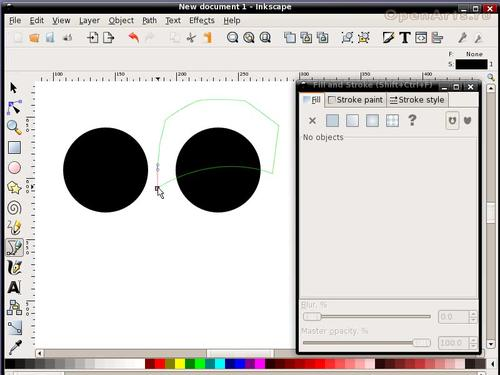 New document 1 - Inkscape
OpenArts.ru
File Edit View Layer Object Path Text Effects Help
F: None
S: 1
100 150 200 250 300
Fill and Stroke (Shift+Ctrl+F)
Fill Stroke paint Stroke style
?
No objects
Blur, %
0.0
Master opacity, %
100.0
A